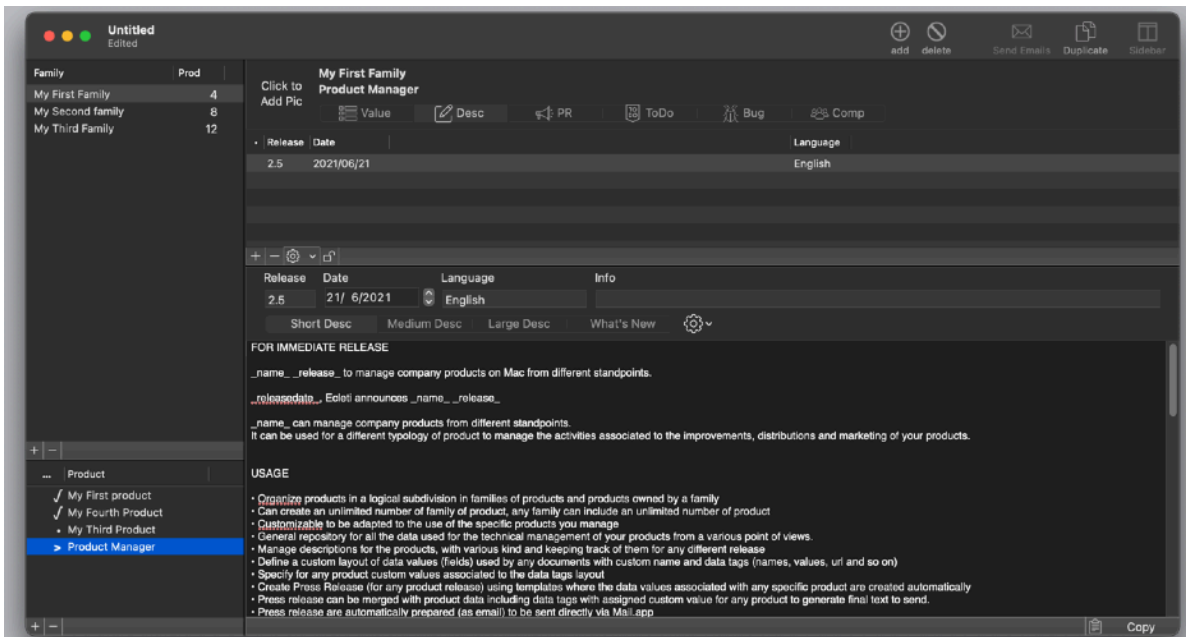 Untitled
Edited
add delete Send Emails Duplicate Sidebar
Family Prod
My First Family 4
My Second family 8
My Third Family 12
Click to
Add Pic
My First Family
Product Manager
Value Desc PR ToDo Bug Comp
• Release Date Language
2.5 2021/06/21 English
+ −
Release Date Language Info
2.5 21/ 6/2021 English
Short Desc Medium Desc Large Desc What's New
FOR IMMEDIATE RELEASE
_name_ _release_ to manage company products on Mac from different standpoints.
_releasedate_, Ecleti announces _name_ _release_
_name_ can manage company products from different standpoints.
It can be used for a different typology of product to manage the activities associated to the improvements, distributions and marketing of your products.
USAGE
• Organize products in a logical subdivision in families of products and products owned by a family
• Can create an unlimited number of family of product, any family can include an unlimited number of product
• Customizable to be adapted to the use of the specific products you manage
• General repository for all the data used for the technical management of your products from a various point of views.
• Manage descriptions for the products, with various kind and keeping track of them for any different release
• Define a custom layout of data values (fields) used by any documents with custom name and data tags (names, values, url and so on)
• Specify for any product custom values associated to the data tags layout
• Create Press Release (for any product release) using templates where the data values associated with any specific product are created automatically
• Press release can be merged with product data including data tags with assigned custom value for any product to generate final text to send.
• Press release are automatically prepared (as email) to be sent directly via Mail.app
+ −
... Product
√ My First product
√ My Fourth Product
• My Third Product
> Product Manager
+ −
Copy